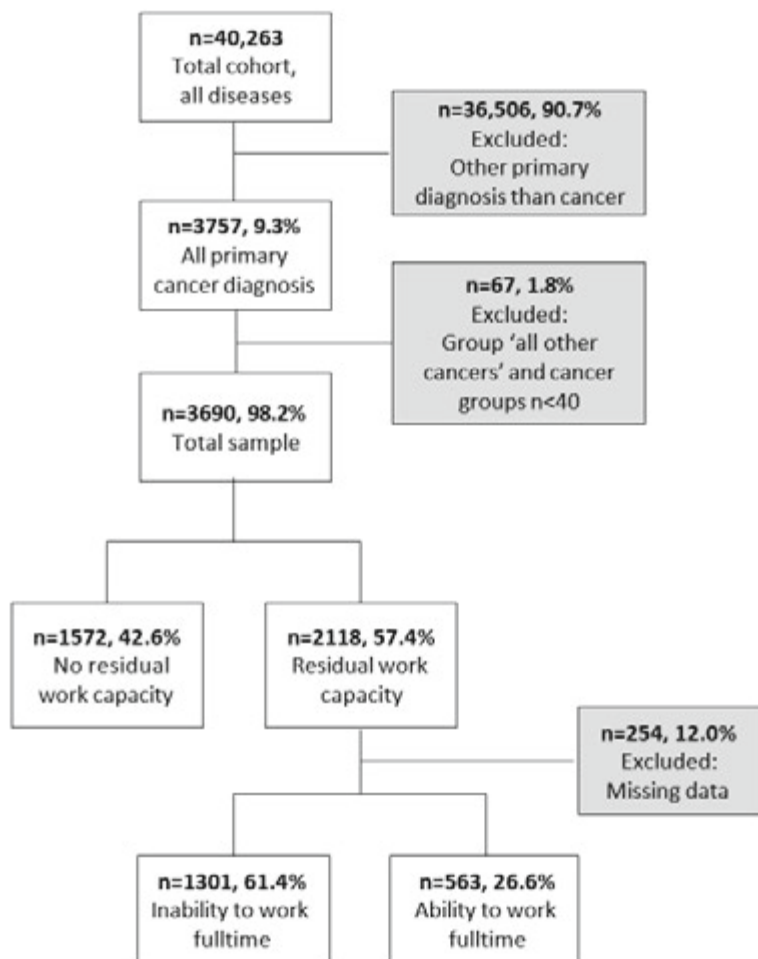 n=40,263
Total cohort,
all diseases
n=36,506, 90.7%
Excluded:
Other primary
diagnosis than cancer
n=3757, 9.3%
All primary
cancer diagnosis
n=67, 1.8%
Excluded:
Group 'all other
cancers' and cancer
groups n<40
n=3690, 98.2%
Total sample
n=1572, 42.6%
No residual
work capacity
n=2118, 57.4%
Residual work
capacity
n=254, 12.0%
Excluded:
Missing data
n=1301, 61.4%
Inability to work
fulltime
n=563, 26.6%
Ability to work
fulltime